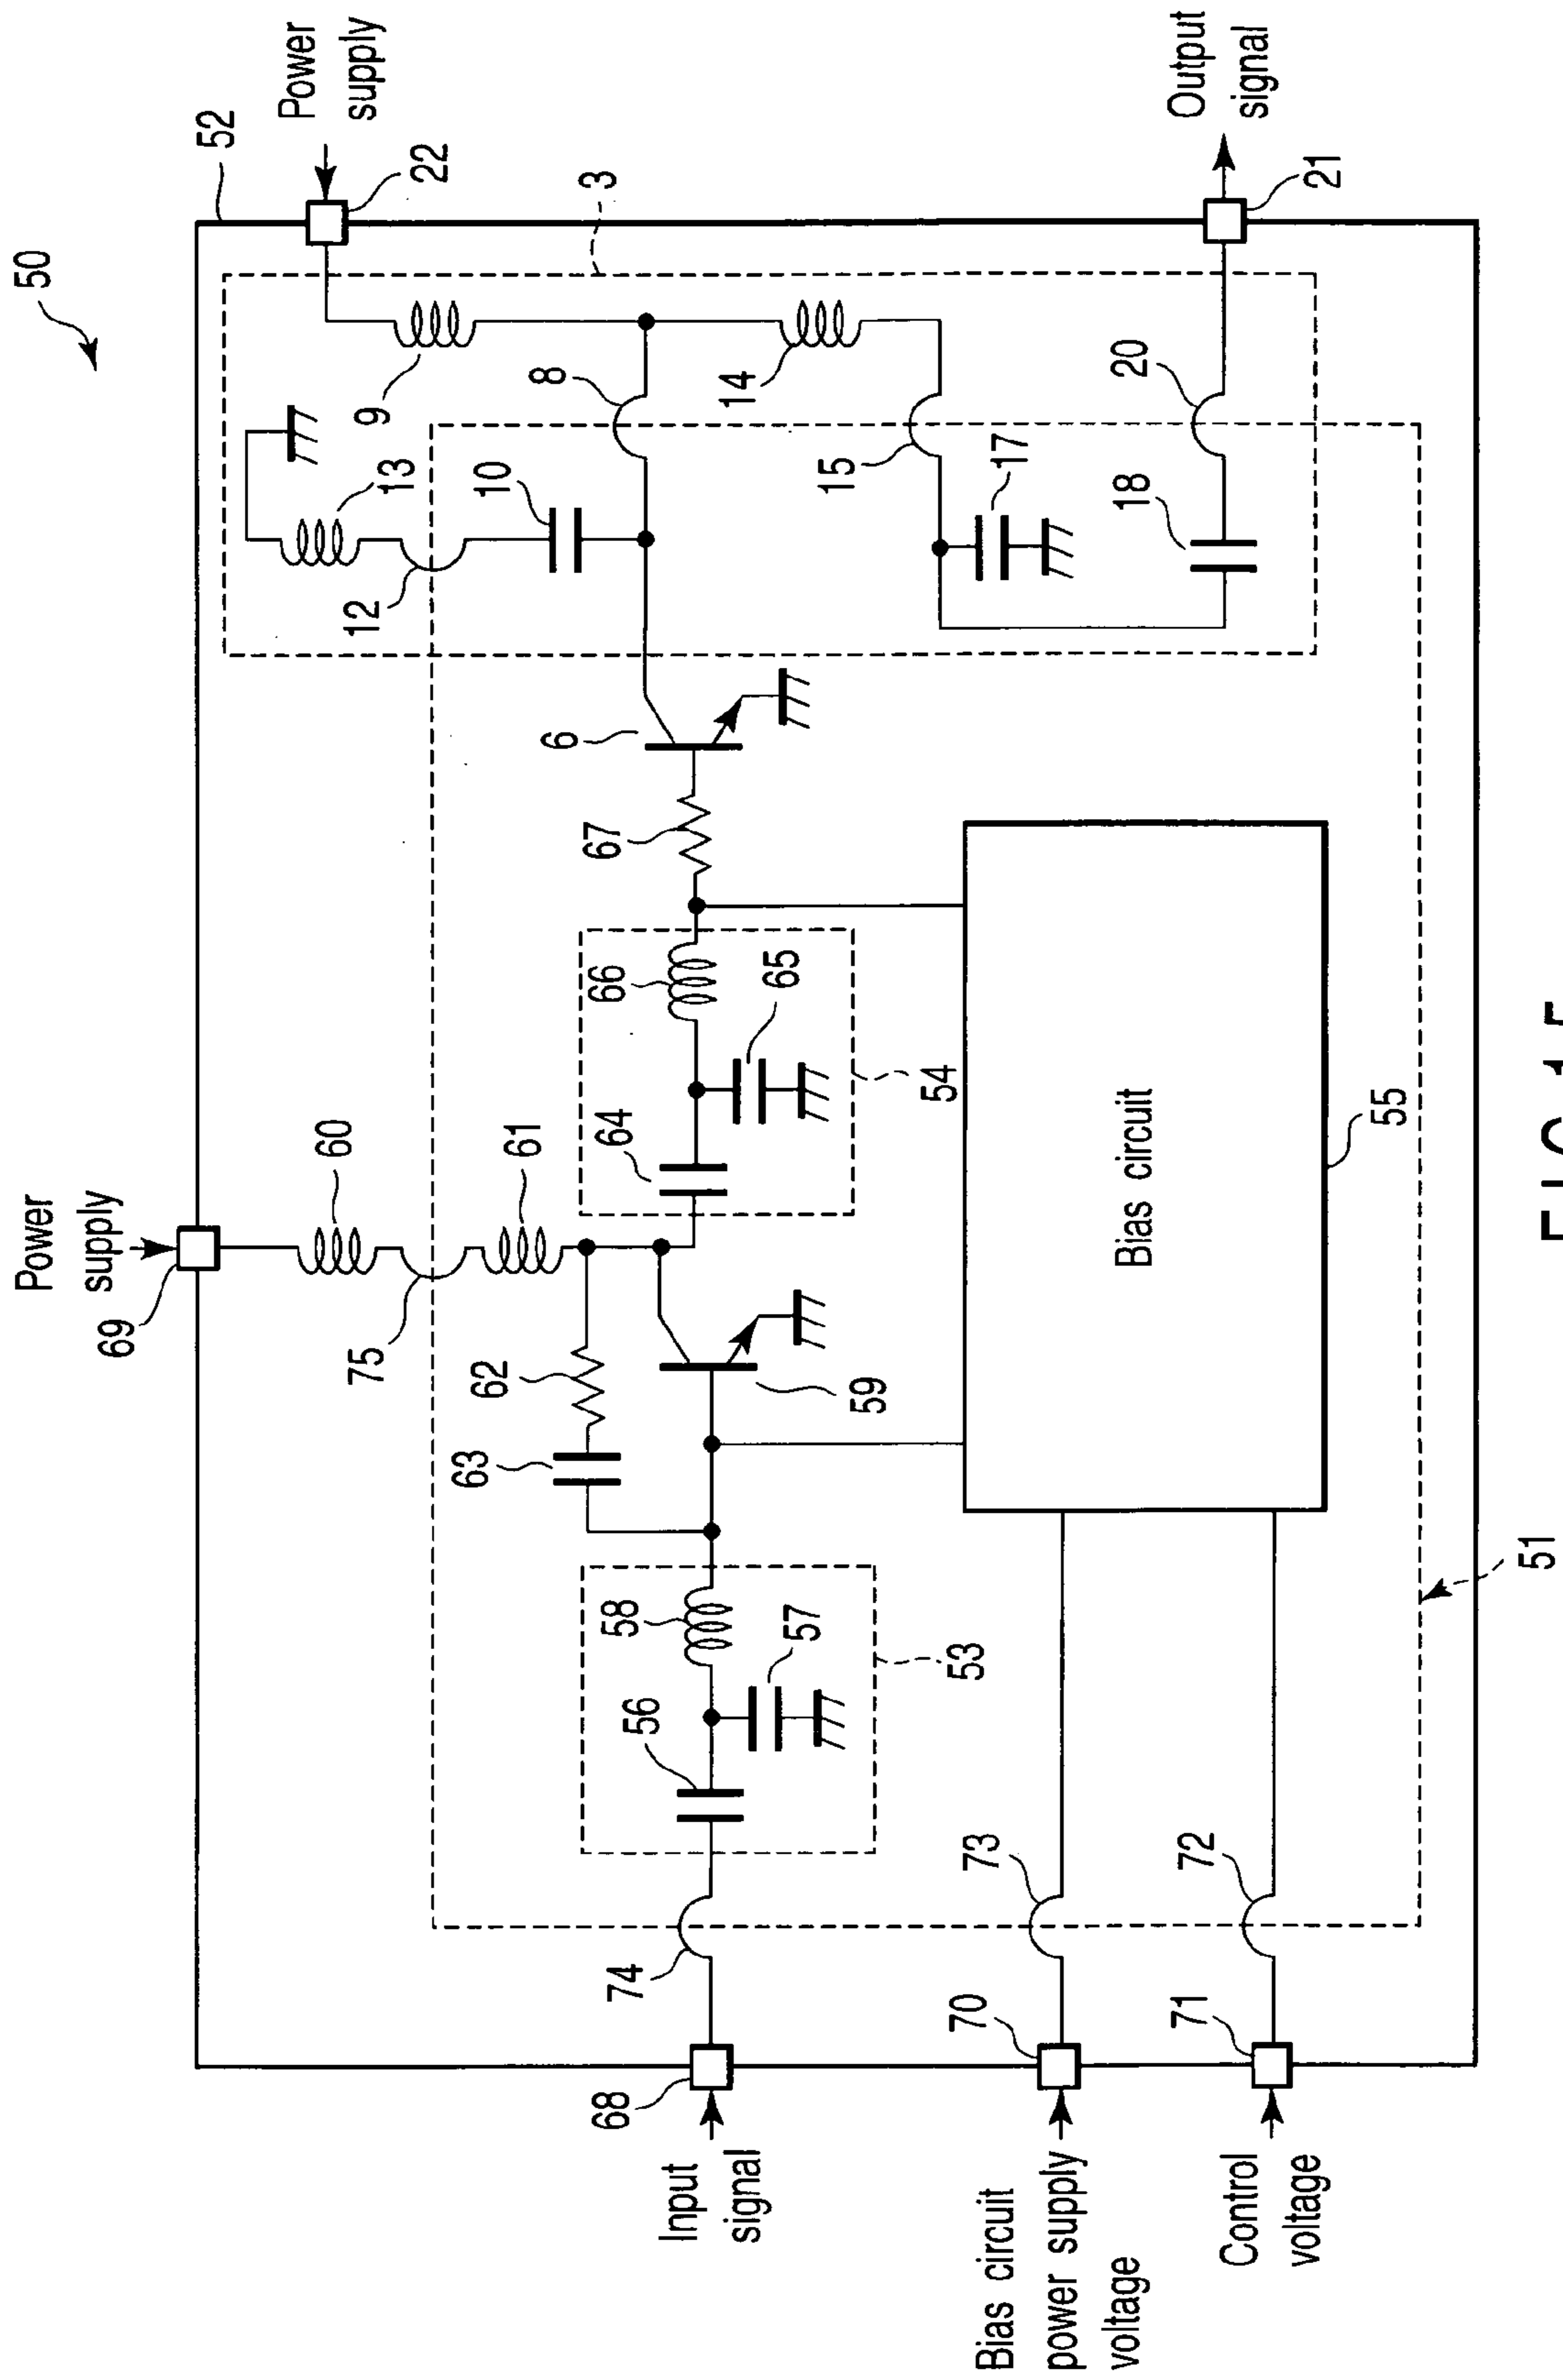 50
Power
supply
69
52
Power
supply
60
22
75
12
9
13
3
63
62
61
10
8
6
74
56
58
64
66
67
68
Input
signal
57
65
14
59
15
53
54
17
Bias circuit
power supply
voltage
70
73
Bias circuit
18
20
Output
signal
71
72
Control
voltage
21
55
51